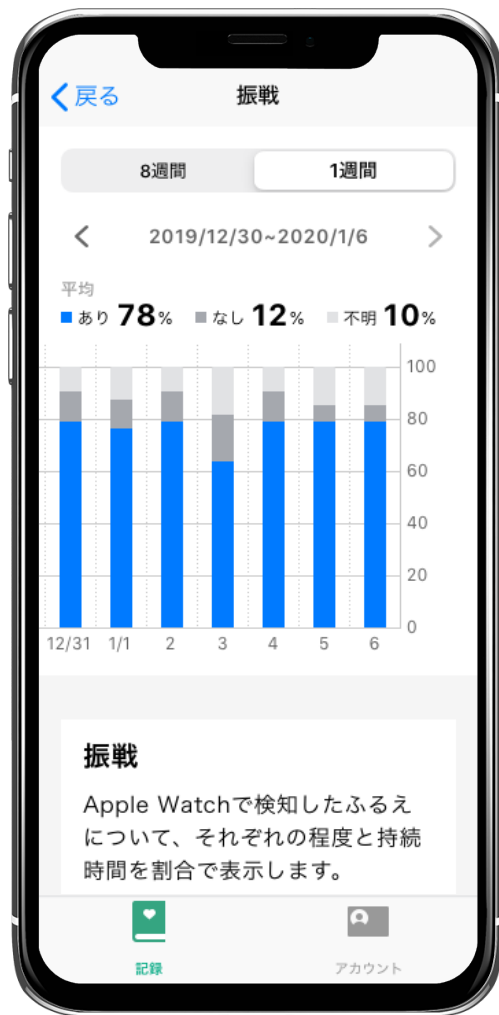 戻る 振戦
8週間 1週間
2019/12/30~2020/1/6
平均
あり 78% なし 12% 不明 10%
100
80
60
40
20
0
12/31 1/1 2 3 4 5 6
振戦
Apple Watchで検知したふるえ
について、それぞれの程度と持続
時間を割合で表示します。
記録 アカウント